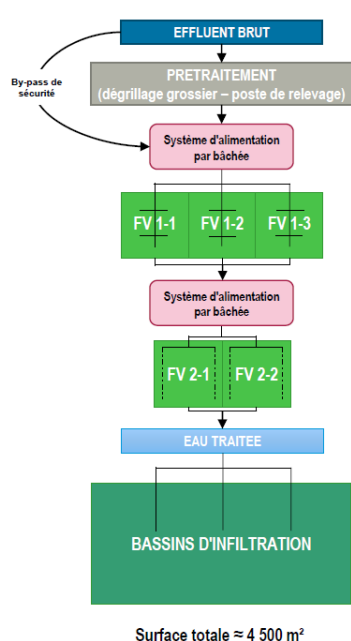 EFFLUENT BRUT
By-pass de
sécurité
PRETRAITEMENT
(dégrillage grossier – poste de relevage)
Système d'alimentation
par bâchée
FV 1-1 FV 1-2 FV 1-3
Système d'alimentation
par bâchée
FV 2-1 FV 2-2
EAU TRAITEE
BASSINS D'INFILTRATION
Surface totale ≈ 4 500 m²